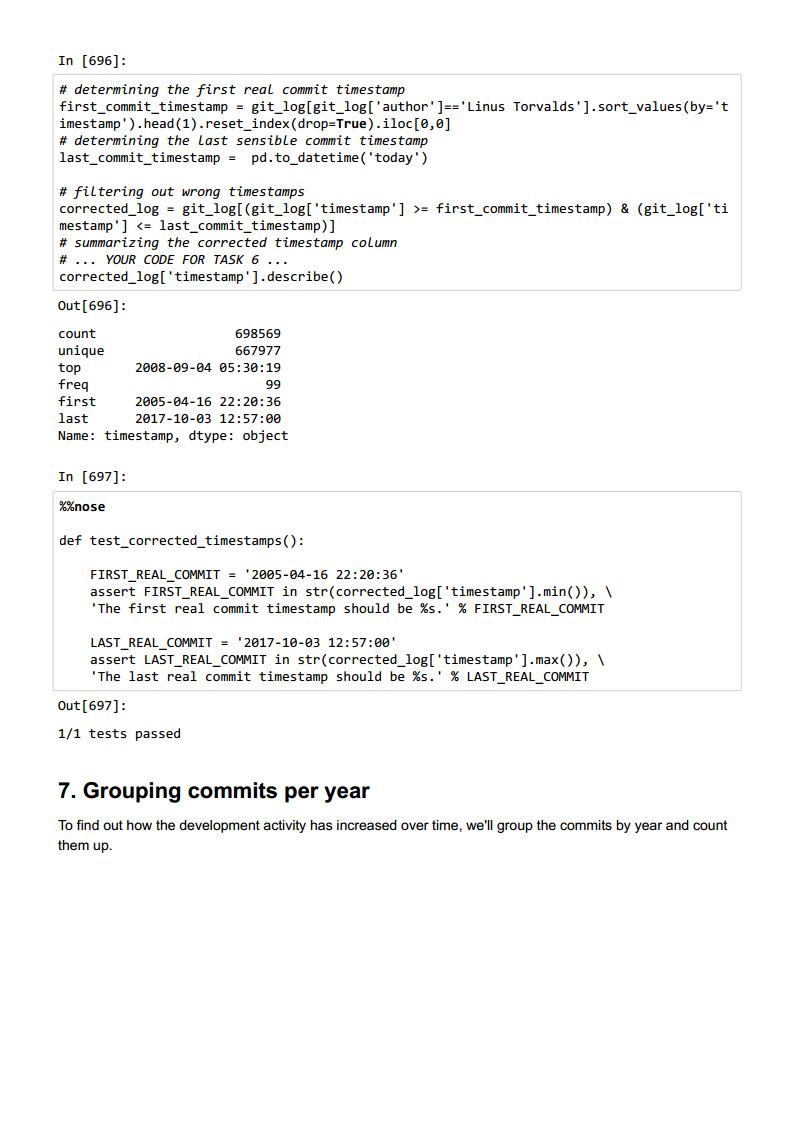 In [696]:
# determining the first real commit timestamp
first_commit_timestamp = git_log[git_log['author']=='Linus Torvalds'].sort_values(by='t
imestamp').head(1).reset_index(drop=True).iloc[0,0]
# determining the last sensible commit timestamp
last_commit_timestamp =  pd.to_datetime('today')

# filtering out wrong timestamps
corrected_log = git_log[(git_log['timestamp'] >= first_commit_timestamp) & (git_log['ti
mestamp'] <= last_commit_timestamp)]
# summarizing the corrected timestamp column
# ... YOUR CODE FOR TASK 6 ...
corrected_log['timestamp'].describe()
Out[696]:
count                  698569
unique                 667977
top       2008-09-04 05:30:19
freq                       99
first     2005-04-16 22:20:36
last      2017-10-03 12:57:00
Name: timestamp, dtype: object
In [697]:
%%nose

def test_corrected_timestamps():

    FIRST_REAL_COMMIT = '2005-04-16 22:20:36'
    assert FIRST_REAL_COMMIT in str(corrected_log['timestamp'].min()), \
    'The first real commit timestamp should be %s.' % FIRST_REAL_COMMIT

    LAST_REAL_COMMIT = '2017-10-03 12:57:00'
    assert LAST_REAL_COMMIT in str(corrected_log['timestamp'].max()), \
    'The last real commit timestamp should be %s.' % LAST_REAL_COMMIT
Out[697]:
1/1 tests passed
7. Grouping commits per year
To find out how the development activity has increased over time, we'll group the commits by year and count
them up.